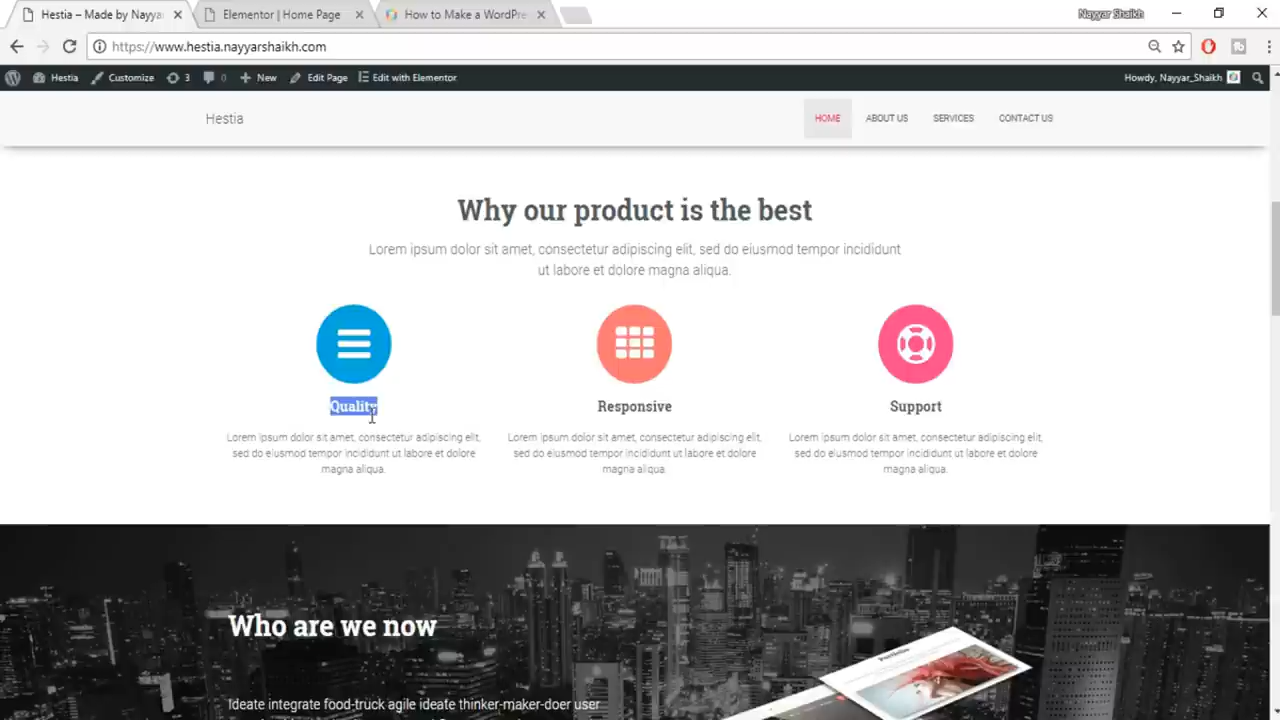 Hestia – Made by Nayya
Elementor | Home Page
How to Make a WordPre
Nayyar Shaikh
https://www.hestia.nayyarshaikh.com
Hestia
Customize
3
0
New
Edit Page
Edit with Elementor
Howdy, Nayyar_Shaikh
Hestia
HOME
ABOUT US
SERVICES
CONTACT US
Why our product is the best
Lorem ipsum dolor sit amet, consectetur adipiscing elit, sed do eiusmod tempor incididunt
ut labore et dolore magna aliqua.
Quality
Lorem ipsum dolor sit amet, consectetur adipiscing elit,
sed do eiusmod tempor incididunt ut labore et dolore
magna aliqua.
Responsive
Lorem ipsum dolor sit amet, consectetur adipiscing elit,
sed do eiusmod tempor incididunt ut labore et dolore
magna aliqua.
Support
Lorem ipsum dolor sit amet, consectetur adipiscing elit,
sed do eiusmod tempor incididunt ut labore et dolore
magna aliqua.
Who are we now
Ideate integrate food-truck agile ideate thinker-maker-doer user